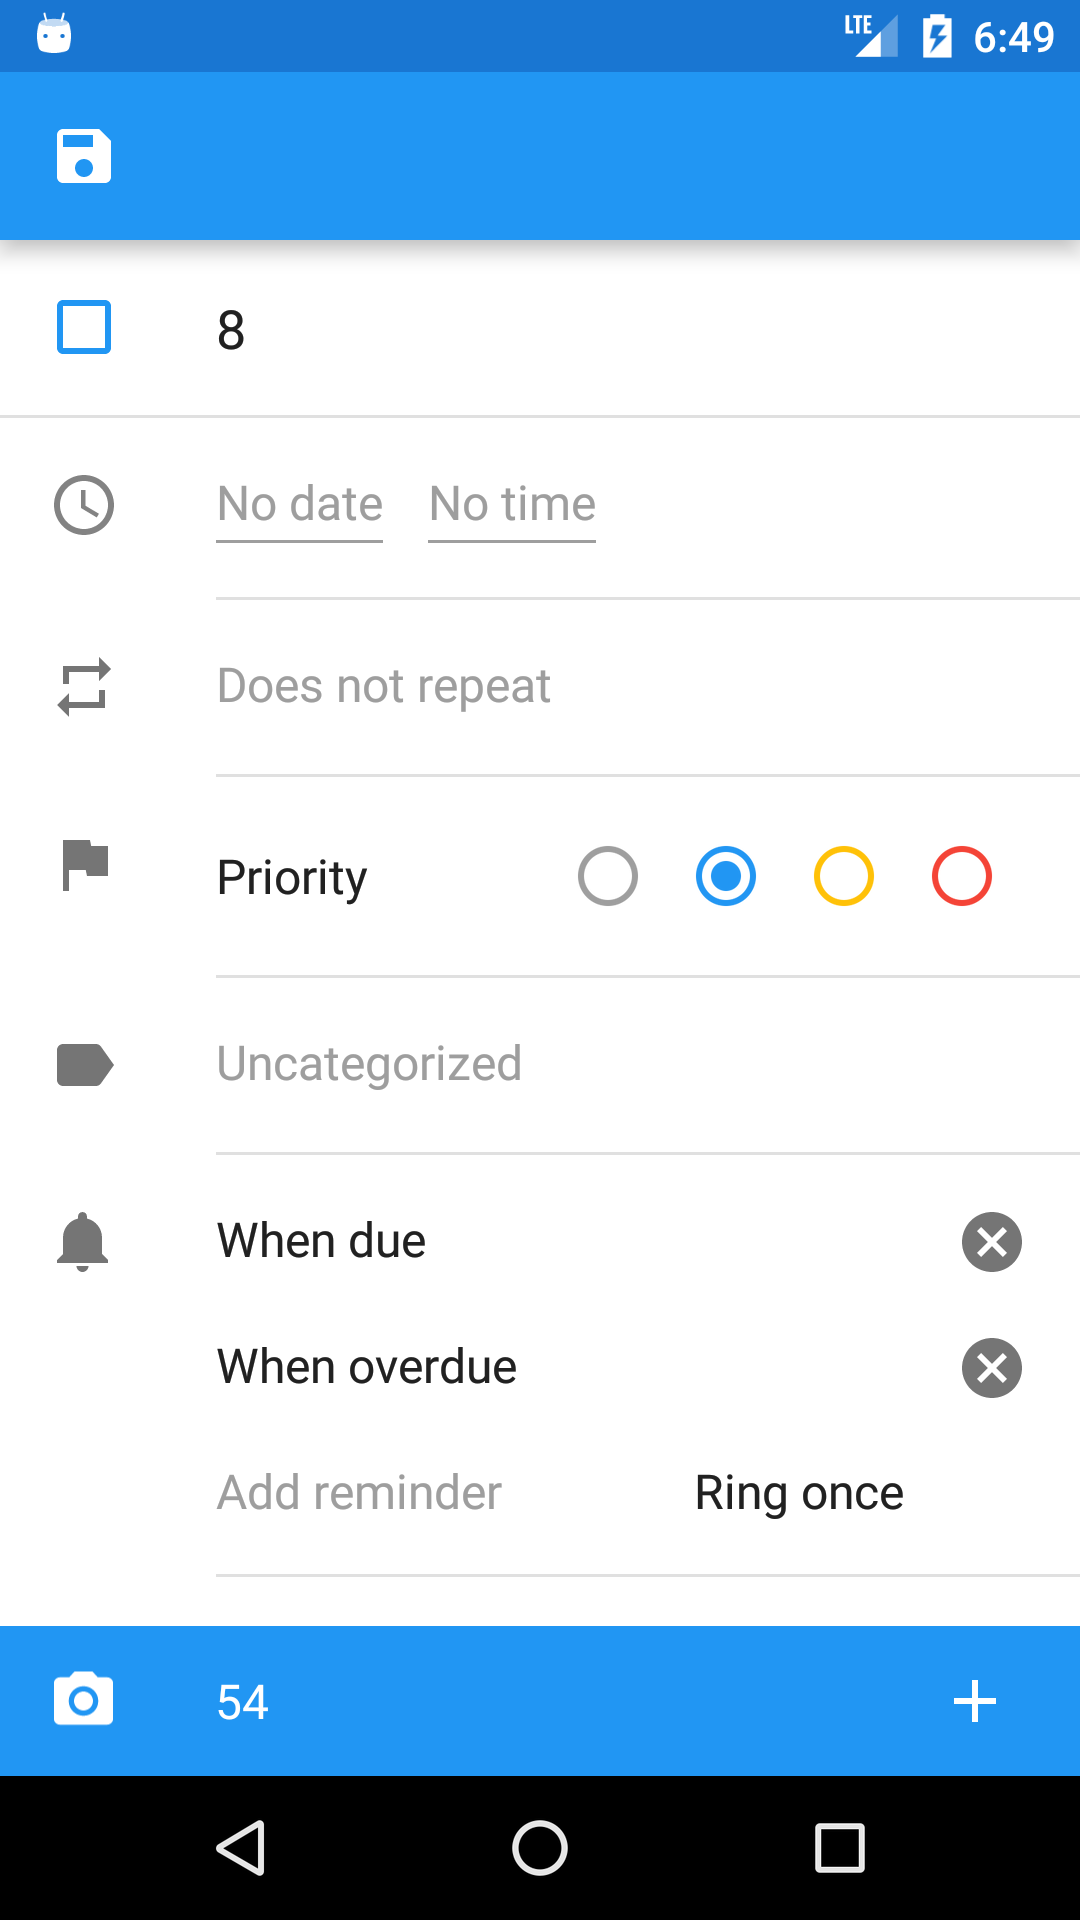 LTE 6:49
8
No date No time
Does not repeat
Priority
Uncategorized
When due
When overdue
Add reminder Ring once
54